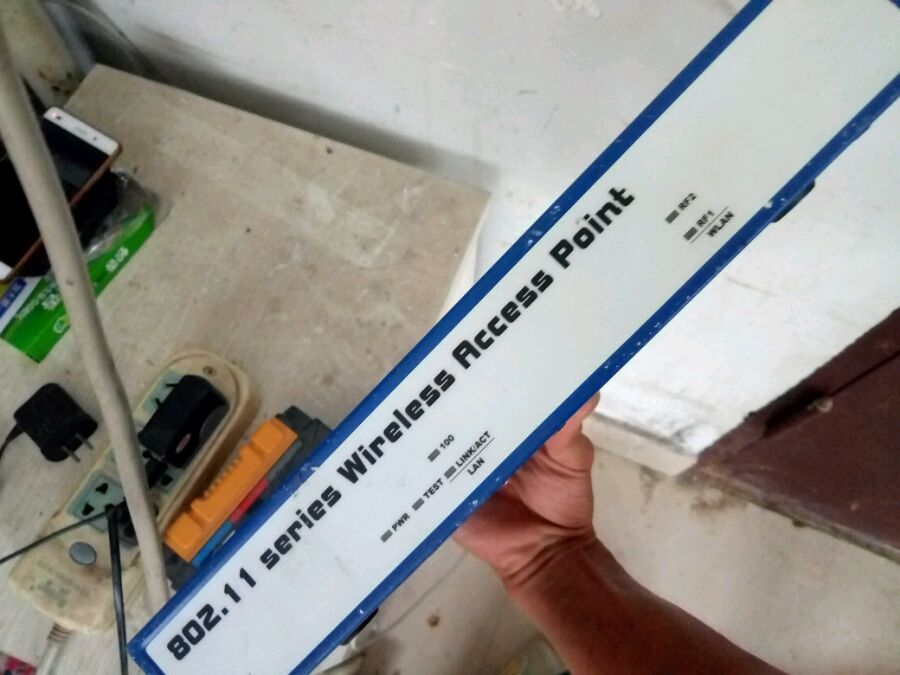 802.11 series Wireless Access Point
RF2
RF1
WLAN
100
PWR
TEST
LINK/ACT
LAN